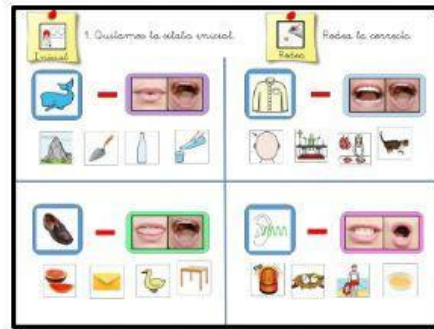 1. Quitamos la sílaba inicial.
Rodea la correcta.
Inicial
Rodea